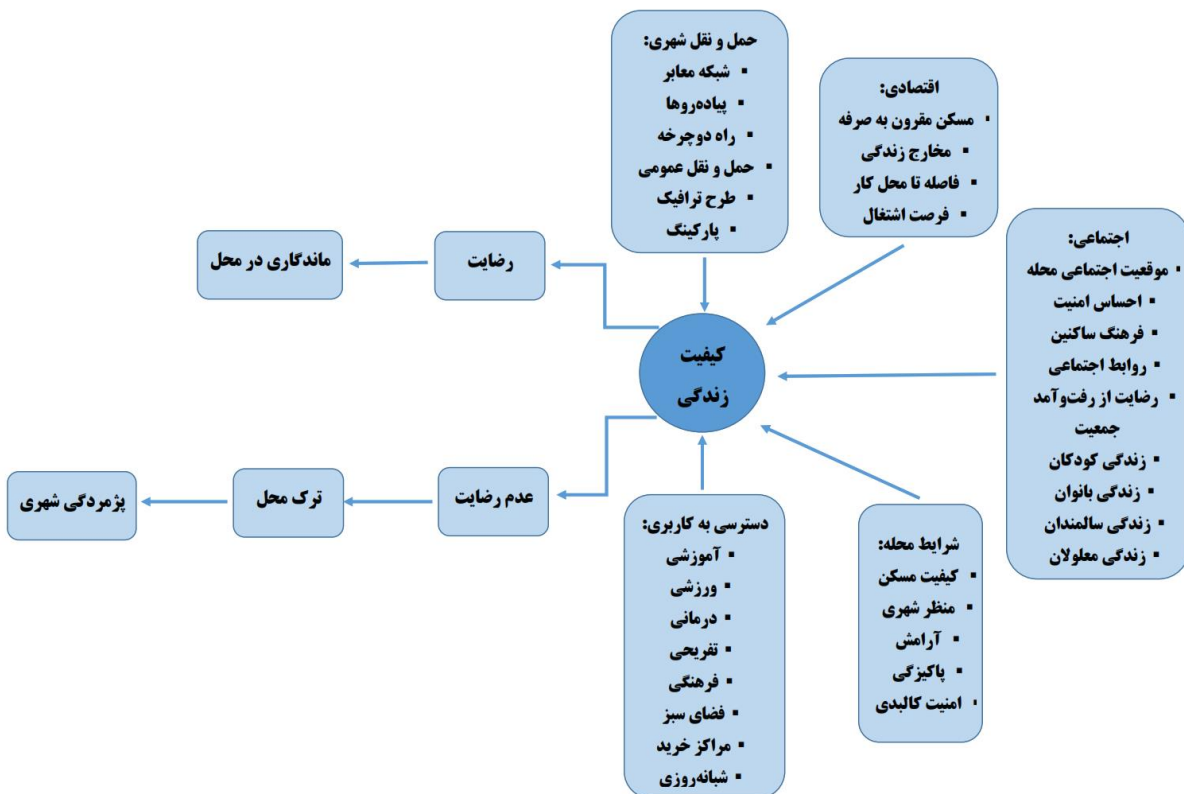 حمل و نقل شهری:
▪ شبکه معابر
▪ پیاده‌روها
▪ راه دوچرخه
▪ حمل و نقل عمومی
▪ طرح ترافیک
▪ پارکینگ
اقتصادی:
▪ مسکن مقرون به صرفه
▪ مخارج زندگی
▪ فاصله تا محل کار
▪ فرصت اشتغال
اجتماعی:
▪ موقعیت اجتماعی محله
▪ احساس امنیت
▪ فرهنگ ساکنین
▪ روابط اجتماعی
▪ رضایت از رفت‌وآمد
جمعیت
▪ زندگی کودکان
▪ زندگی بانوان
▪ زندگی سالمندان
▪ زندگی معلولان
شرایط محله:
▪ کیفیت مسکن
▪ منظر شهری
▪ آرامش
▪ پاکیزگی
▪ امنیت کالبدی
دسترسی به کاربری:
▪ آموزشی
▪ ورزشی
▪ درمانی
▪ تفریحی
▪ فرهنگی
▪ فضای سبز
▪ مراکز خرید
▪ شبانه‌روزی
کیفیت
زندگی
رضایت
ماندگاری در محل
عدم رضایت
ترک محل
پژمردگی شهری